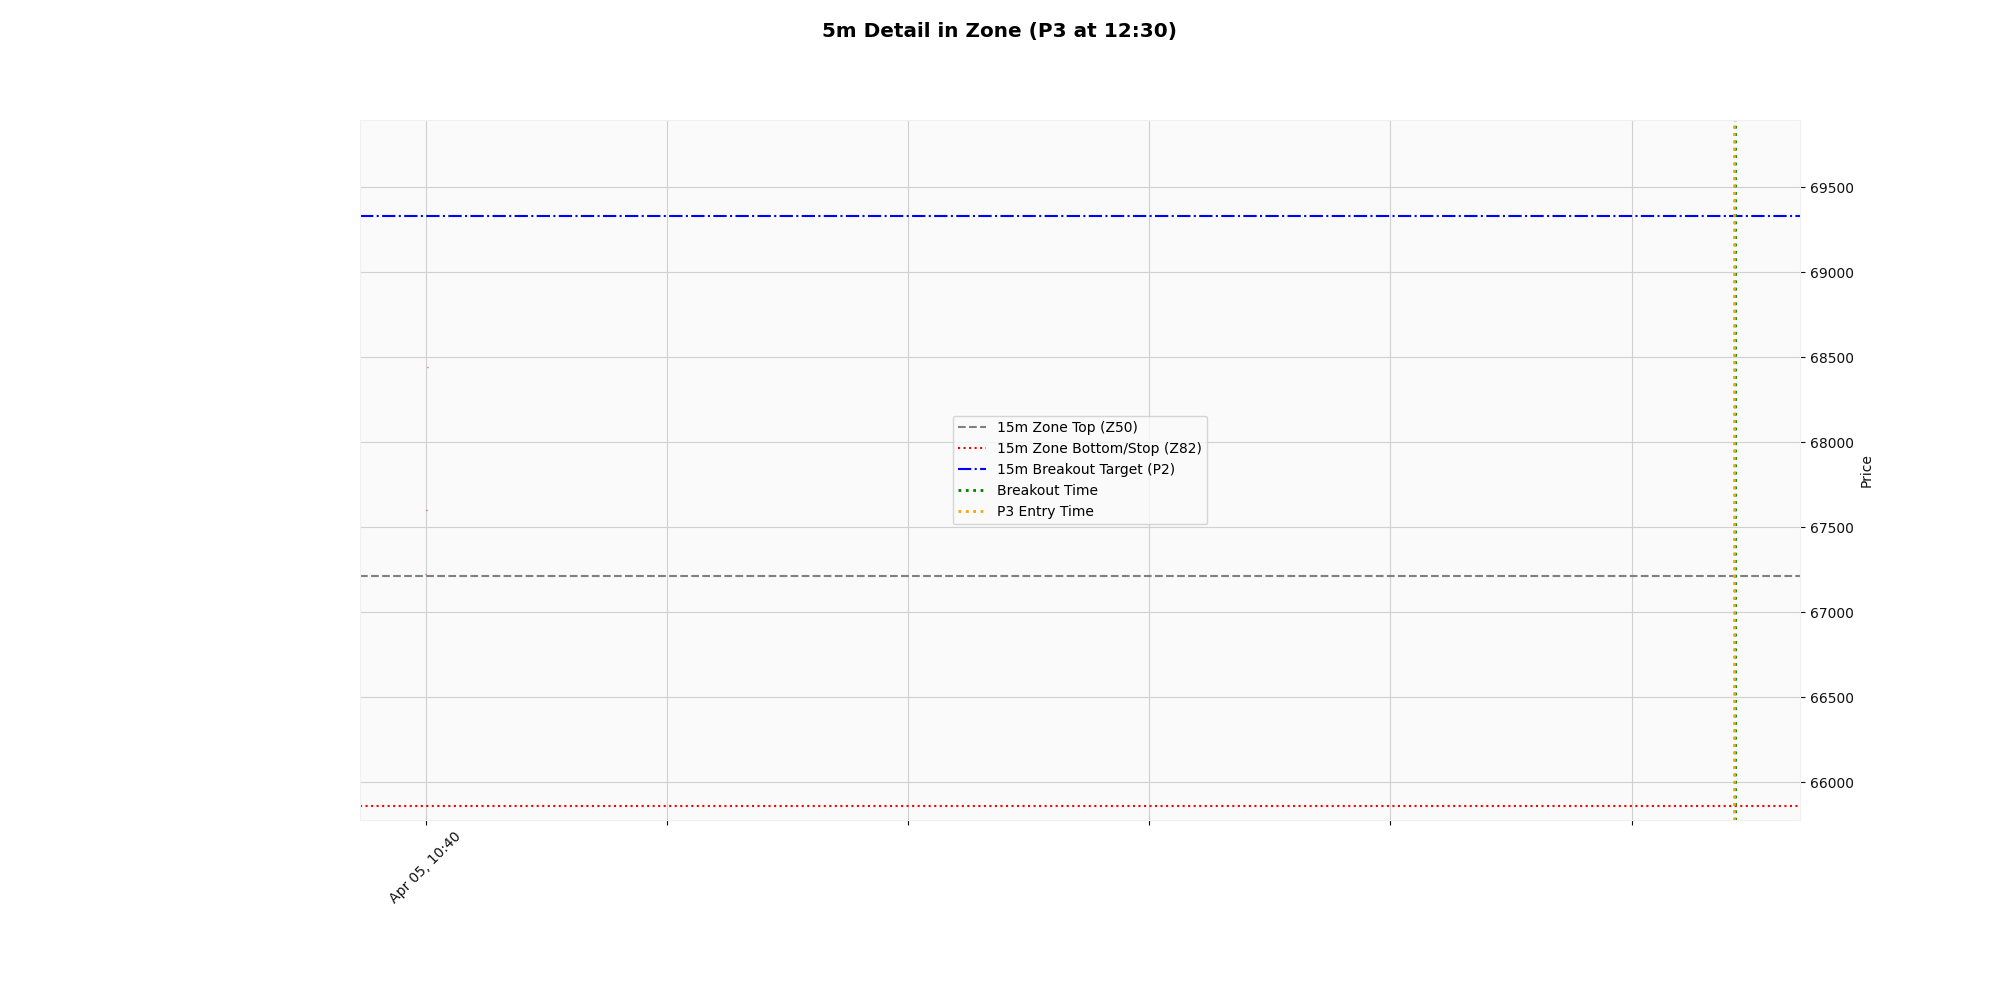 5m Detail in Zone (P3 at 12:30)
69500
69000
68500
68000
67500
67000
66500
66000
Price
15m Zone Top (Z50)
15m Zone Bottom/Stop (Z82)
15m Breakout Target (P2)
Breakout Time
P3 Entry Time
Apr 05, 10:40